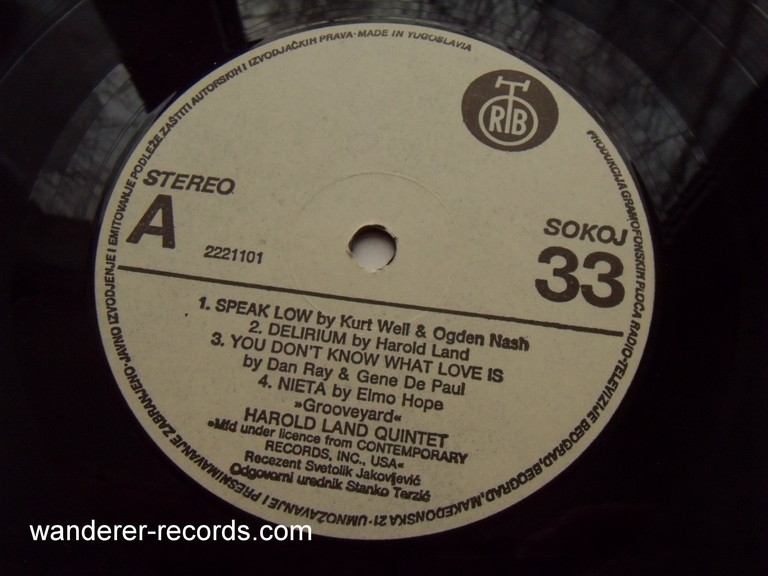 PRODUKCIJA GRAMOFONSKIH PLOČA RADIO-TELEVIZIJE BEOGRAD, BEOGRAD, MAKEDONSKA 21 · UMNOŽAVANJE I PRESNIMAVANJE ZABRANJENO · JAVNO IZVODJENJE I EMITOVANJE PODLEŽE ZAŠTITI AUTORSKIH I IZVODJAČKIH PRAVA · MADE IN YUGOSLAVIA
RTB
STEREO
A
2221101
SOKOJ
33
1. SPEAK LOW by Kurt Weil & Ogden Nash
2. DELIRIUM by Harold Land
3. YOU DON'T KNOW WHAT LOVE IS
by Dan Ray & Gene De Paul
4. NIETA by Elmo Hope
»Grooveyard«
HAROLD LAND QUINTET
»Mfd under licence from CONTEMPORARY
RECORDS, INC., USA«
Recezent Svetolik Jakovljević
Odgovorni urednik Stanko Terzić
wanderer-records.com